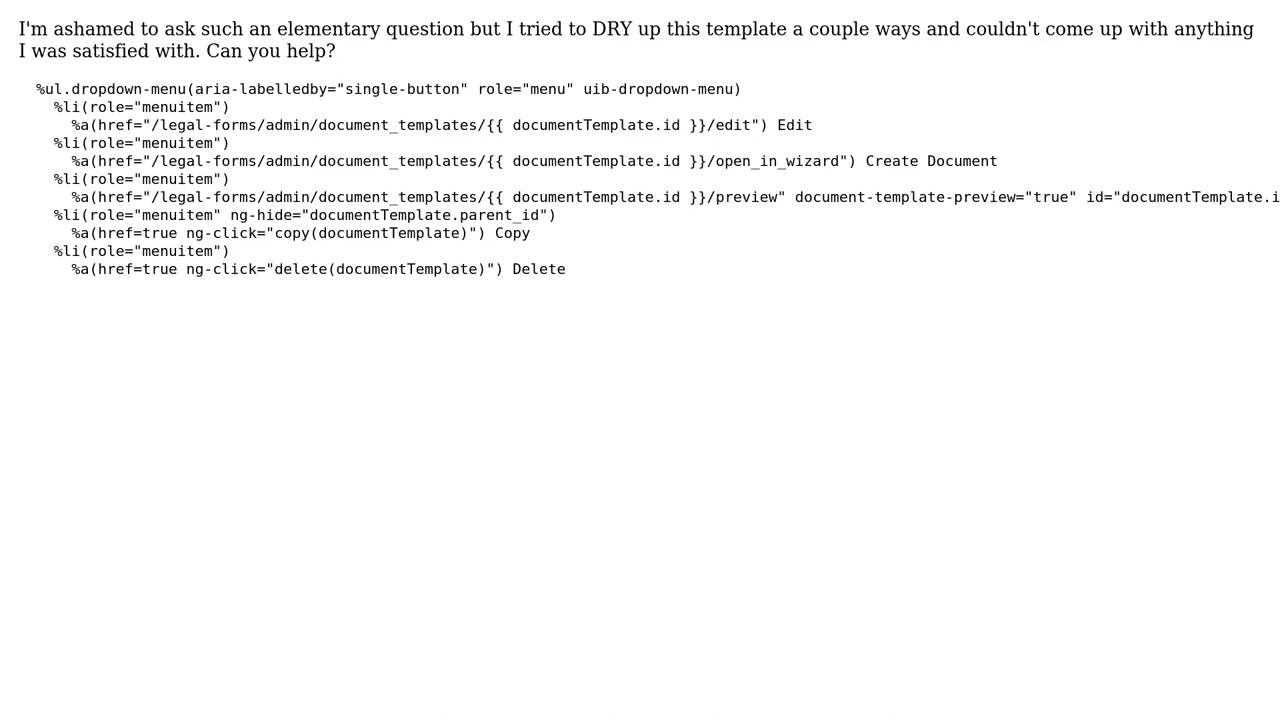 I'm ashamed to ask such an elementary question but I tried to DRY up this template a couple ways and couldn't come up with anything
I was satisfied with. Can you help?
%ul.dropdown-menu(aria-labelledby="single-button" role="menu" uib-dropdown-menu)
%li(role="menuitem")
%a(href="/legal-forms/admin/document_templates/{{ documentTemplate.id }}/edit") Edit
%li(role="menuitem")
%a(href="/legal-forms/admin/document_templates/{{ documentTemplate.id }}/open_in_wizard") Create Document
%li(role="menuitem")
%a(href="/legal-forms/admin/document_templates/{{ documentTemplate.id }}/preview" document-template-preview="true" id="documentTemplate.i
%li(role="menuitem" ng-hide="documentTemplate.parent_id")
%a(href=true ng-click="copy(documentTemplate)") Copy
%li(role="menuitem")
%a(href=true ng-click="delete(documentTemplate)") Delete